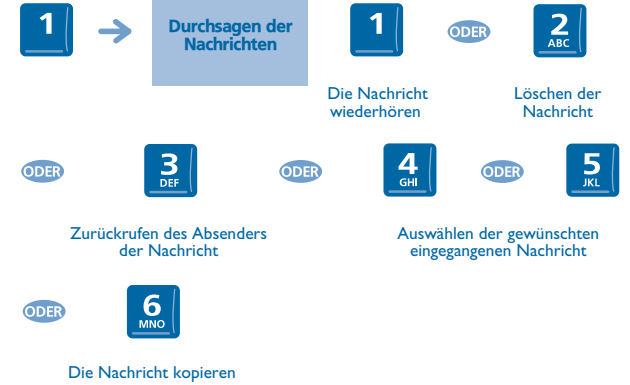 1
Durchsagen der
Nachrichten
1
ODER
2
ABC
Die Nachricht
wiederhören
Löschen der
Nachricht
ODER
3
DEF
ODER
4
GHI
ODER
5
JKL
Zurückrufen des Absenders
der Nachricht
Auswählen der gewünschten
eingegangenen Nachricht
ODER
6
MNO
Die Nachricht kopieren